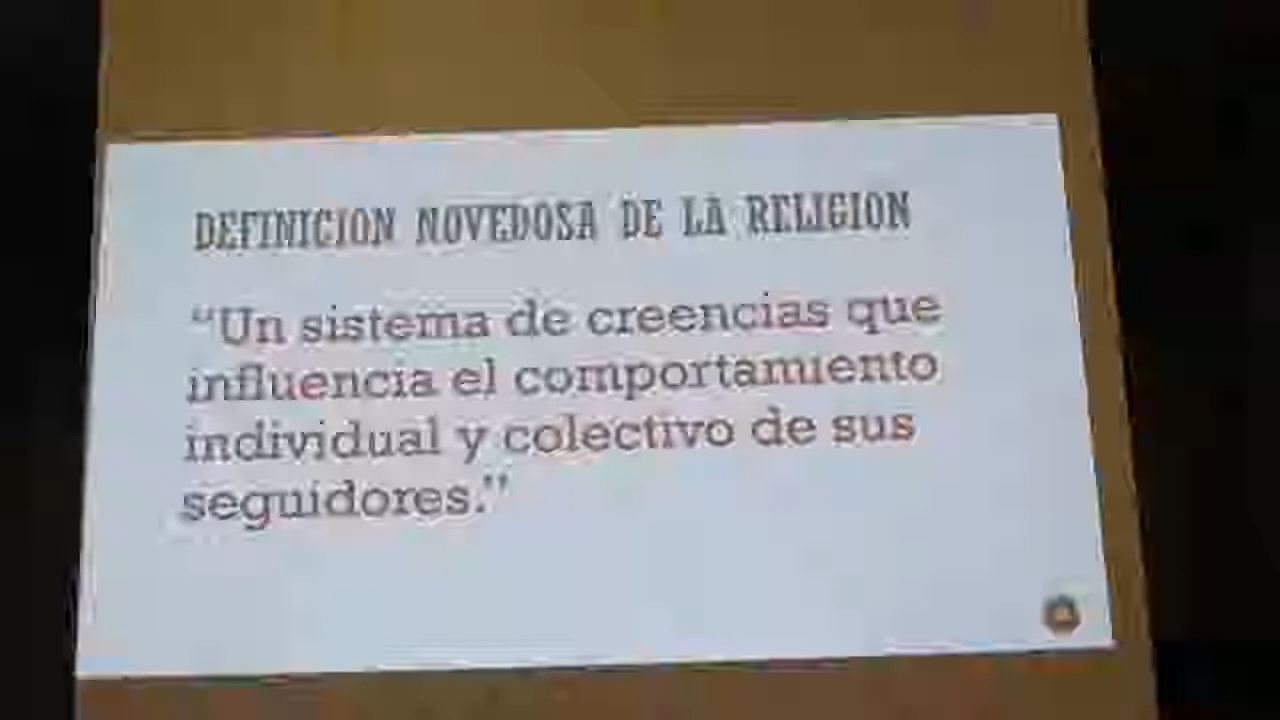 DEFINICION NOVEDOSA DE LA RELIGION
“Un sistema de creencias que
influencia el comportamiento
individual y colectivo de sus
seguidores.”